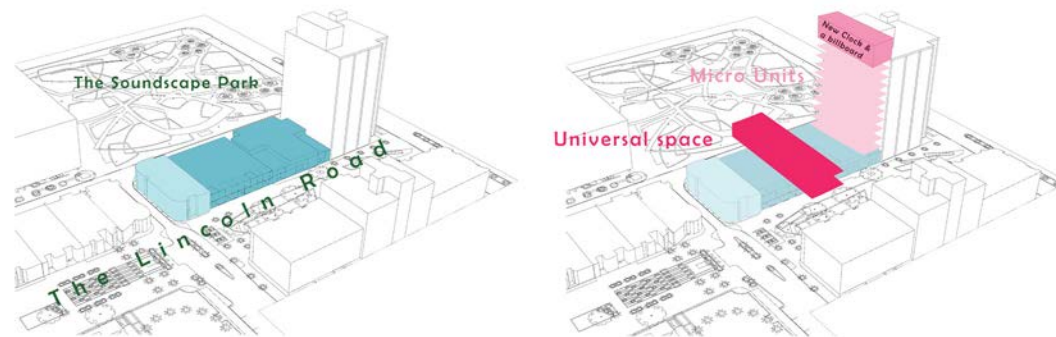 The Soundscape Park
The Lincoln Road
New Clock &
a billboard
Micro Units
Universal space